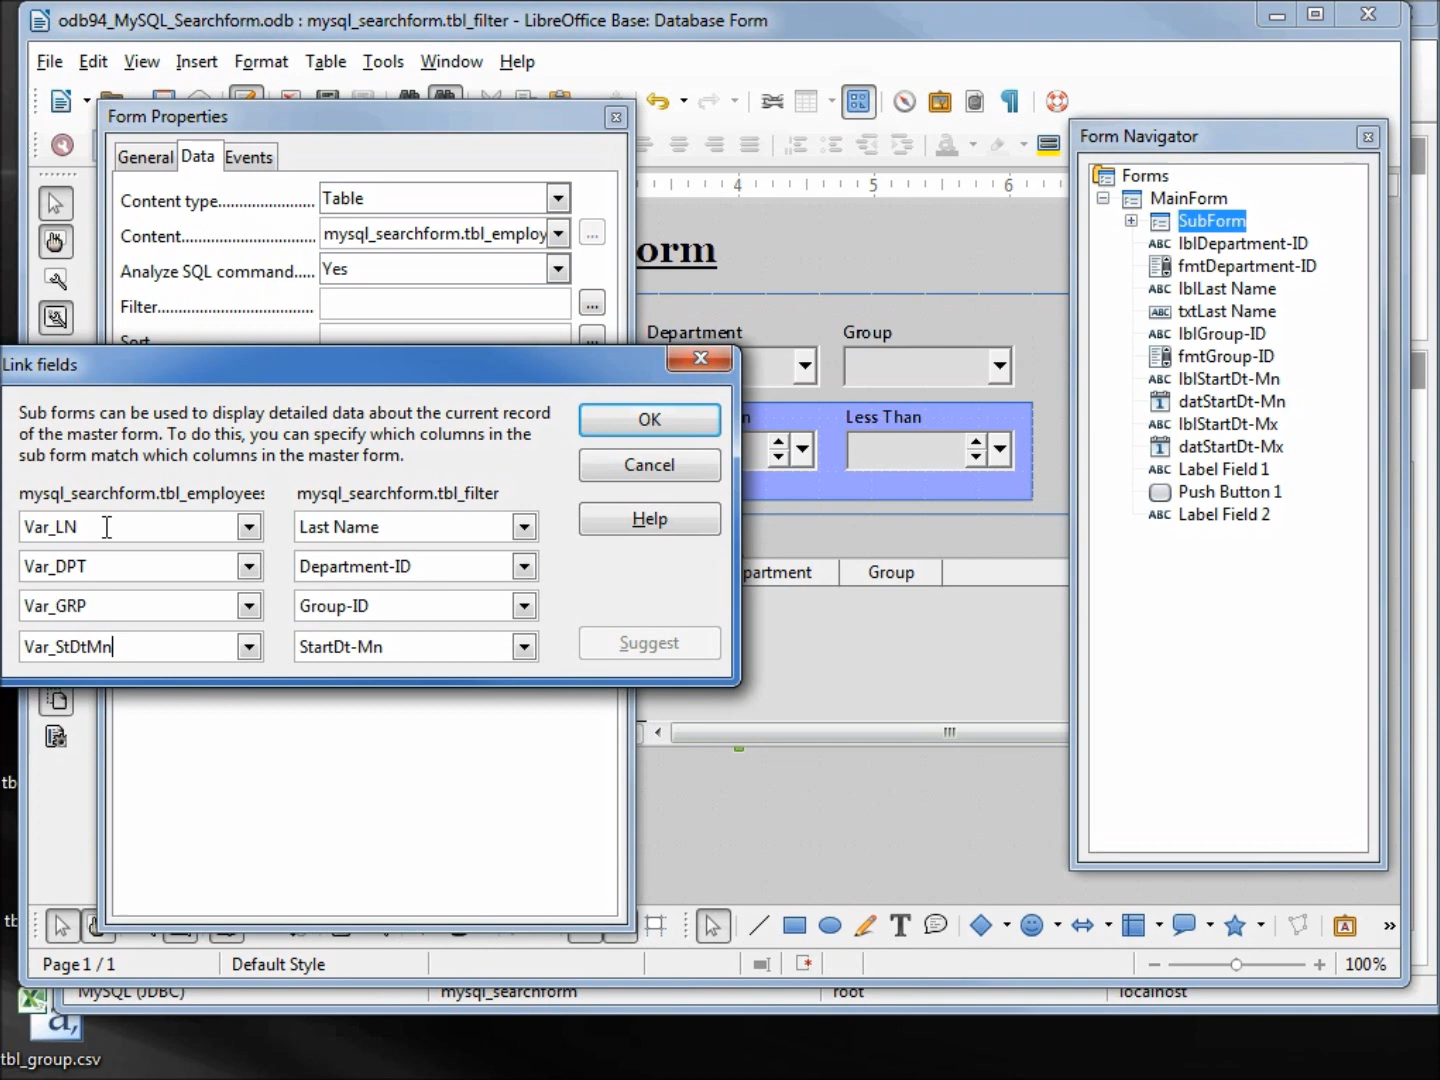 odb94_MySQL_Searchform.odb : mysql_searchform.tbl_filter - LibreOffice Base: Database Form
File Edit View Insert Format Table Tools Window Help
Form Properties
General Data Events
Content type
Table
Content
mysql_searchform.tbl_employ
Analyze SQL command
Yes
Filter
Sort
4 5 6
orm
Department Group
Less Than
partment Group
Link fields
Sub forms can be used to display detailed data about the current record
of the master form. To do this, you can specify which columns in the
sub form match which columns in the master form.
mysql_searchform.tbl_employees mysql_searchform.tbl_filter
Var_LN Last Name
Var_DPT Department-ID
Var_GRP Group-ID
Var_StDtMn StartDt-Mn
OK
Cancel
Help
Suggest
Form Navigator
Forms
MainForm
SubForm
lblDepartment-ID
fmtDepartment-ID
lblLast Name
txtLast Name
lblGroup-ID
fmtGroup-ID
lblStartDt-Mn
datStartDt-Mn
lblStartDt-Mx
datStartDt-Mx
Label Field 1
Push Button 1
Label Field 2
Page 1 / 1 Default Style 100%
MySQL (JDBC) mysql_searchform root localhost
tb
tb
a,
tbl_group.csv